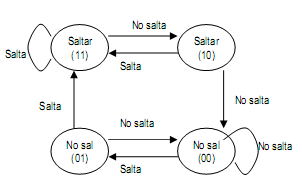 No salta
Saltar
(11)
Saltar
(10)
Salta
Salta
Salta
No salta
No salta
No salta
No sal
(01)
No sal
(00)
Salta